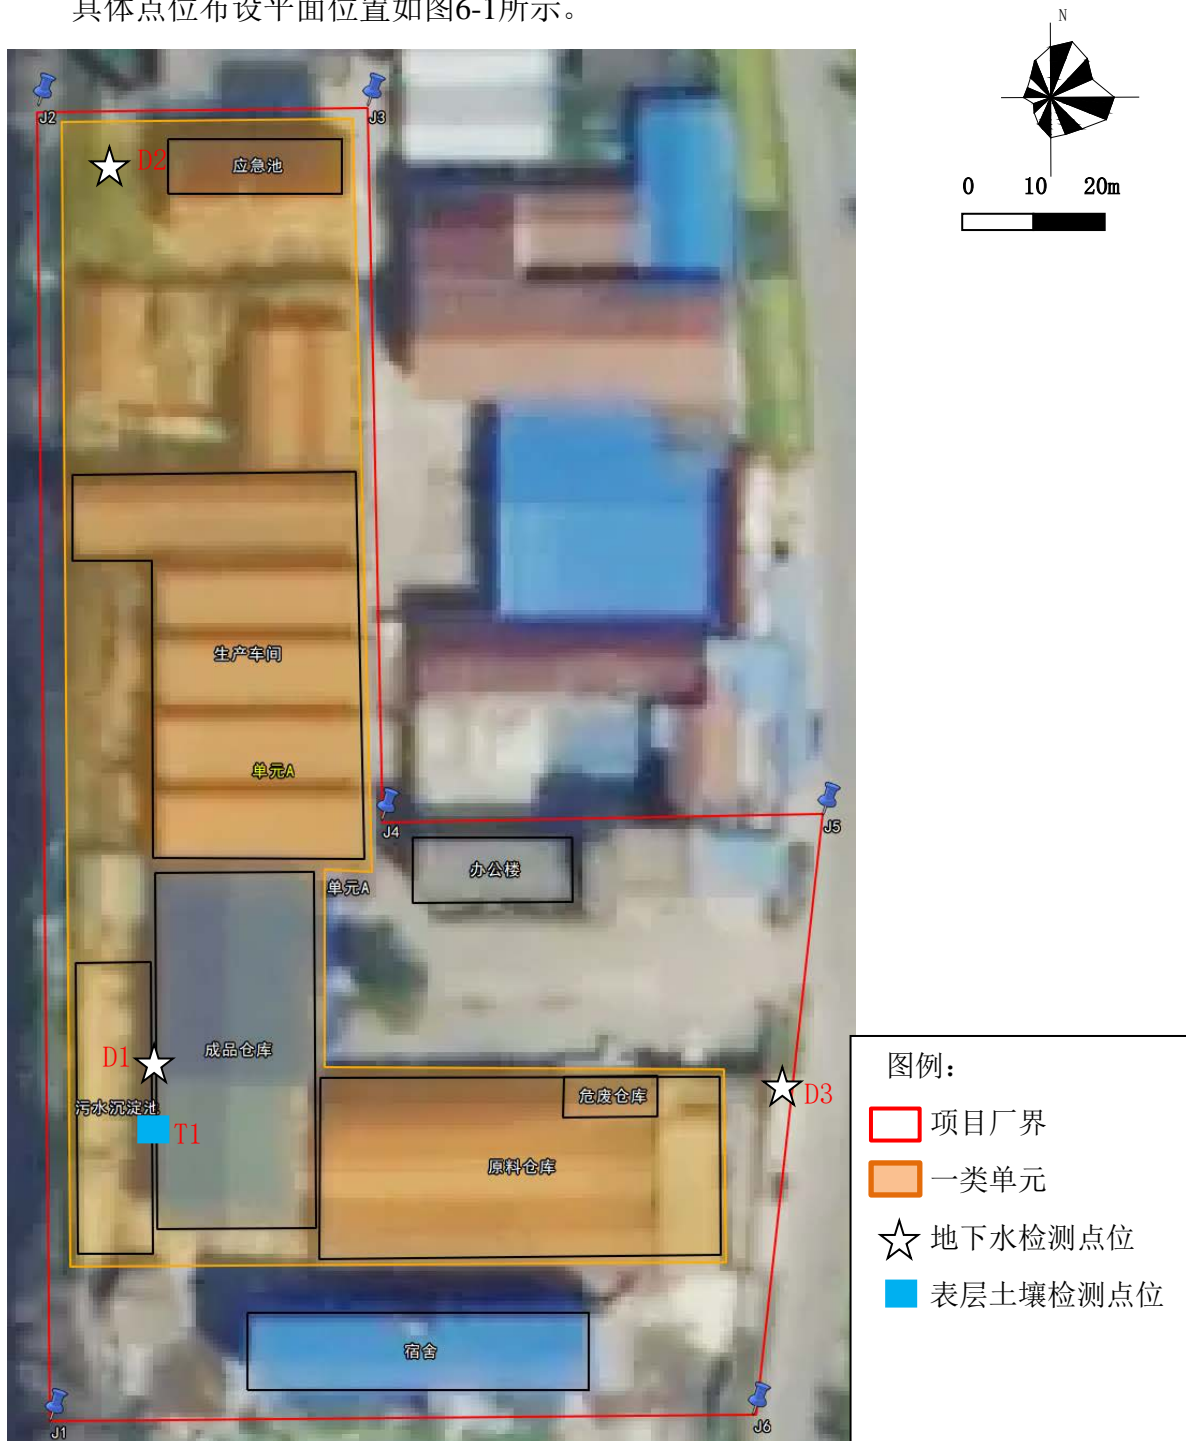 具体点位布设平面位置如图6-1所示。
N
0 10 20m
J2
J3
D2
应急池
生产车间
单元A
J4
J5
办公楼
单元A
成品仓库
D1
污水沉淀池
T1
危废仓库
D3
原料仓库
宿舍
J1
J6
图例：
项目厂界
一类单元
地下水检测点位
表层土壤检测点位